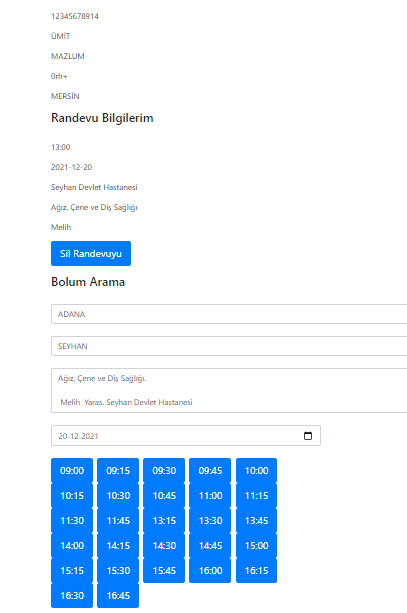 12345678914
ÜMİT
MAZLUM
0rh+
MERSİN
Randevu Bilgilerim
13:00
2021-12-20
Seyhan Devlet Hastanesi
Ağız, Çene ve Diş Sağlığı
Melih
Sil Randevuyu
Bolum Arama
ADANA
SEYHAN
Ağız, Çene ve Diş Sağlığı.
Melih Yaras. Seyhan Devlet Hastanesi
20-12-2021
09:00 09:15 09:30 09:45 10:00
10:15 10:30 10:45 11:00 11:15
11:30 11:45 13:15 13:30 13:45
14:00 14:15 14:30 14:45 15:00
15:15 15:30 15:45 16:00 16:15
16:30 16:45